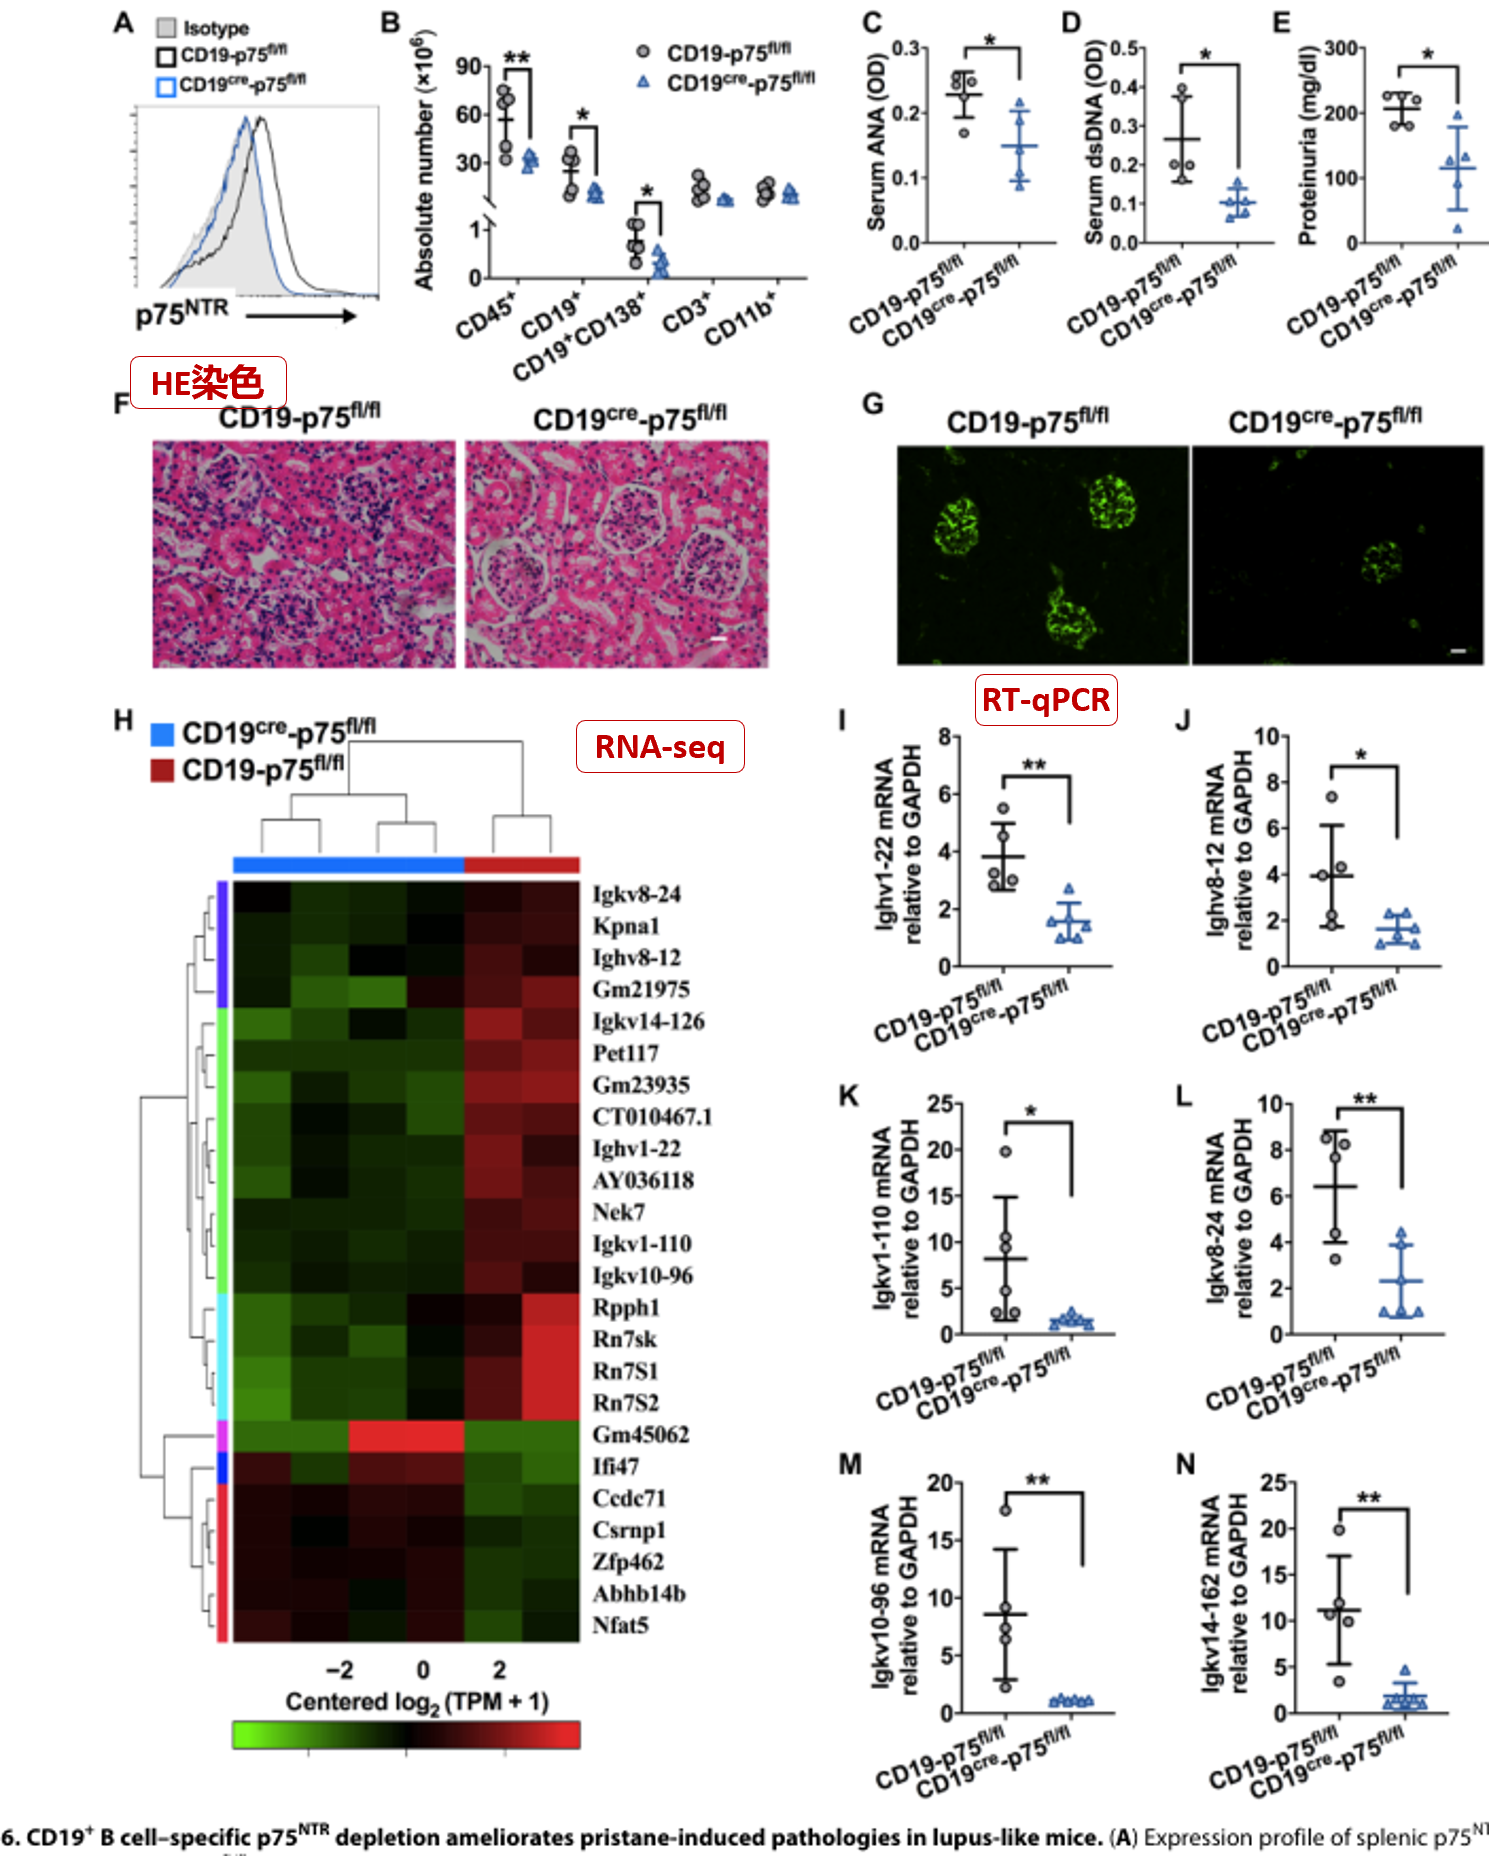 A
Isotype
CD19-p75fl/fl
CD19cre-p75fl/fl
p75NTR
B
Absolute number (×10⁶)
90
60
30
1
0
CD19-p75fl/fl
CD19cre-p75fl/fl
**
*
*
CD45+
CD19+
CD19+CD138+
CD3+
CD11b+
C
Serum ANA (OD)
0.3
0.2
0.1
0.0
*
CD19-p75fl/fl
CD19cre-p75fl/fl
D
Serum dsDNA (OD)
0.5
0.4
0.3
0.2
0.1
0.0
*
CD19-p75fl/fl
CD19cre-p75fl/fl
E
Proteinuria (mg/dl)
300
200
100
0
*
CD19-p75fl/fl
CD19cre-p75fl/fl
HE染色
F
CD19-p75fl/fl
CD19cre-p75fl/fl
G
CD19-p75fl/fl
CD19cre-p75fl/fl
H
CD19cre-p75fl/fl
CD19-p75fl/fl
RNA-seq
Igkv8-24
Kpna1
Ighv8-12
Gm21975
Igkv14-126
Pet117
Gm23935
CT010467.1
Ighv1-22
AY036118
Nek7
Igkv1-110
Igkv10-96
Rpph1
Rn7sk
Rn7S1
Rn7S2
Gm45062
Ifi47
Ccdc71
Csrnp1
Zfp462
Abhb14b
Nfat5
−2 0 2
Centered log₂ (TPM + 1)
RT-qPCR
I
Ighv1-22 mRNA
relative to GAPDH
8
6
4
2
0
**
CD19-p75fl/fl
CD19cre-p75fl/fl
J
Ighv8-12 mRNA
relative to GAPDH
10
8
6
4
2
0
*
CD19-p75fl/fl
CD19cre-p75fl/fl
K
Igkv1-110 mRNA
relative to GAPDH
25
20
15
10
5
0
*
CD19-p75fl/fl
CD19cre-p75fl/fl
L
Igkv8-24 mRNA
relative to GAPDH
10
8
6
4
2
0
**
CD19-p75fl/fl
CD19cre-p75fl/fl
M
Igkv10-96 mRNA
relative to GAPDH
20
15
10
5
0
**
CD19-p75fl/fl
CD19cre-p75fl/fl
N
Igkv14-162 mRNA
relative to GAPDH
25
20
15
10
5
0
**
CD19-p75fl/fl
CD19cre-p75fl/fl
6. CD19+ B cell–specific p75NTR depletion ameliorates pristane-induced pathologies in lupus-like mice. (A) Expression profile of splenic p75NT